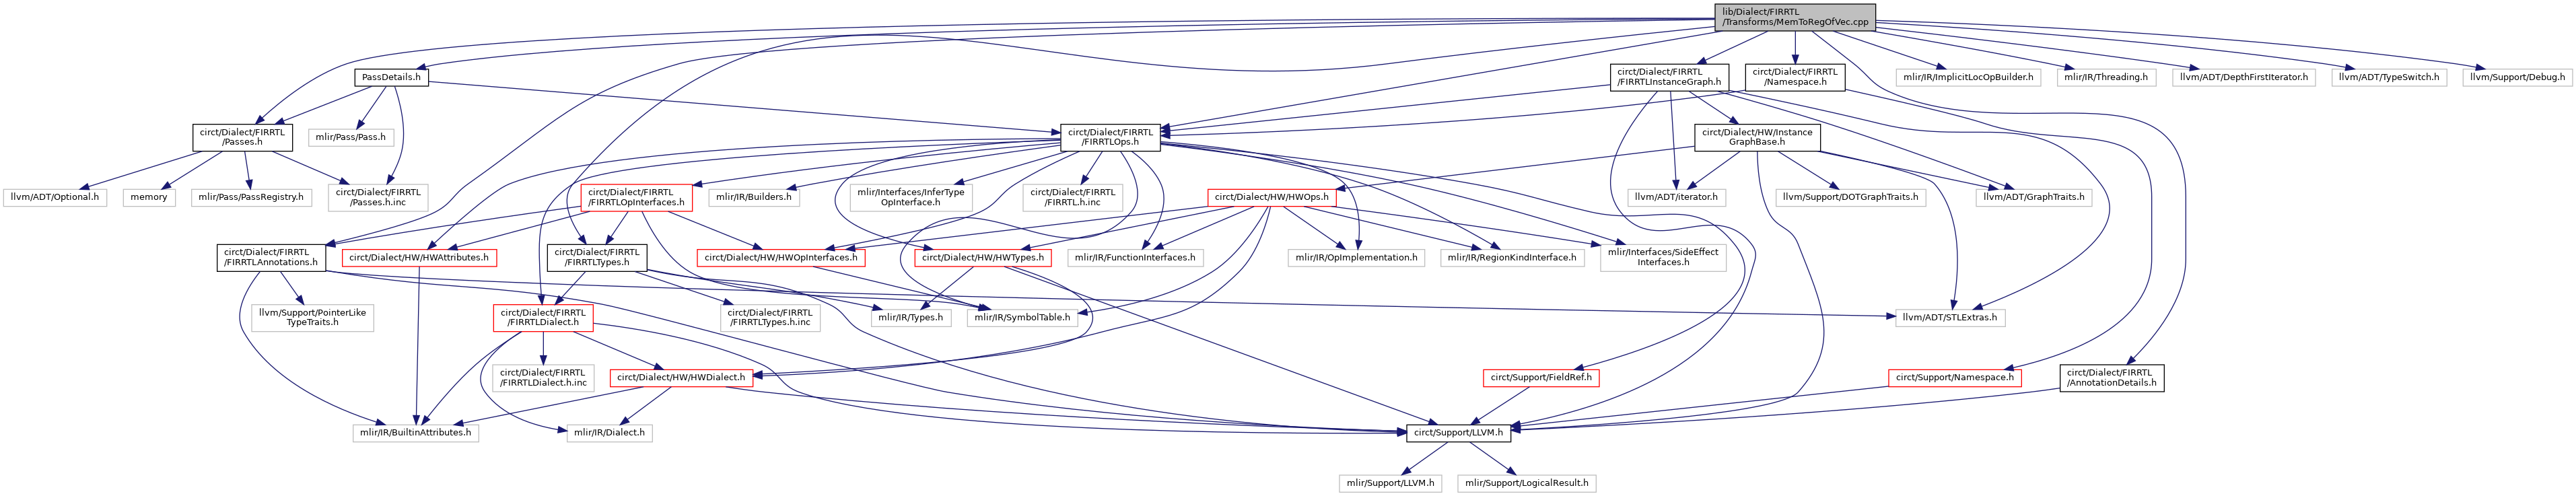 lib/Dialect/FIRRTL
/Transforms/MemToRegOfVec.cpp
PassDetails.h
circt/Dialect/FIRRTL
/FIRRTLInstanceGraph.h
circt/Dialect/FIRRTL
/Namespace.h
mlir/IR/ImplicitLocOpBuilder.h
mlir/IR/Threading.h
llvm/ADT/DepthFirstIterator.h
llvm/ADT/TypeSwitch.h
llvm/Support/Debug.h
circt/Dialect/FIRRTL
/Passes.h
mlir/Pass/Pass.h
circt/Dialect/FIRRTL
/FIRRTLOps.h
circt/Dialect/HW/Instance
GraphBase.h
llvm/ADT/Optional.h
memory
mlir/Pass/PassRegistry.h
circt/Dialect/FIRRTL
/Passes.h.inc
circt/Dialect/FIRRTL
/FIRRTLOpInterfaces.h
mlir/IR/Builders.h
mlir/Interfaces/InferType
OpInterface.h
circt/Dialect/FIRRTL
/FIRRTL.h.inc
circt/Dialect/HW/HWOps.h
llvm/ADT/iterator.h
llvm/Support/DOTGraphTraits.h
llvm/ADT/GraphTraits.h
circt/Dialect/FIRRTL
/FIRRTLAnnotations.h
circt/Dialect/HW/HWAttributes.h
circt/Dialect/FIRRTL
/FIRRTLTypes.h
circt/Dialect/HW/HWOpInterfaces.h
circt/Dialect/HW/HWTypes.h
mlir/IR/FunctionInterfaces.h
mlir/IR/OpImplementation.h
mlir/IR/RegionKindInterface.h
mlir/Interfaces/SideEffect
Interfaces.h
llvm/Support/PointerLike
TypeTraits.h
circt/Dialect/FIRRTL
/FIRRTLDialect.h
circt/Dialect/FIRRTL
/FIRRTLTypes.h.inc
mlir/IR/Types.h
mlir/IR/SymbolTable.h
llvm/ADT/STLExtras.h
circt/Dialect/FIRRTL
/FIRRTLDialect.h.inc
circt/Dialect/HW/HWDialect.h
circt/Support/FieldRef.h
circt/Support/Namespace.h
circt/Dialect/FIRRTL
/AnnotationDetails.h
mlir/IR/BuiltinAttributes.h
mlir/IR/Dialect.h
circt/Support/LLVM.h
mlir/Support/LLVM.h
mlir/Support/LogicalResult.h